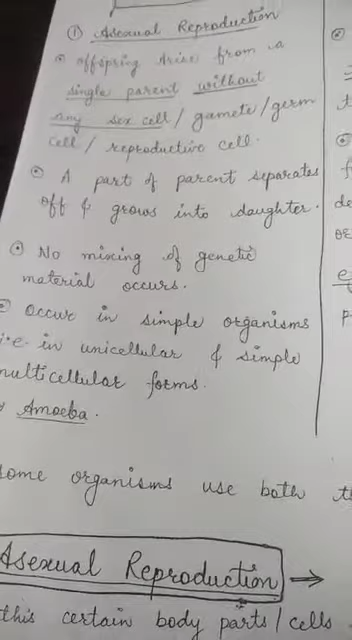 ① Asexual Reproduction
⊙ Offspring Arise from a
single parent without
any sex cell / gamete / germ
cell / reproductive cell.
⊙ A part of parent separates
off & grows into daughter.
⊙ No mixing of genetic
material occurs.
⊙ Occur in simple organisms
i.e. in unicellular & simple
multicellular forms.
Amoeba.
some organisms use both
Asexual Reproduction →
this certain body parts / cells